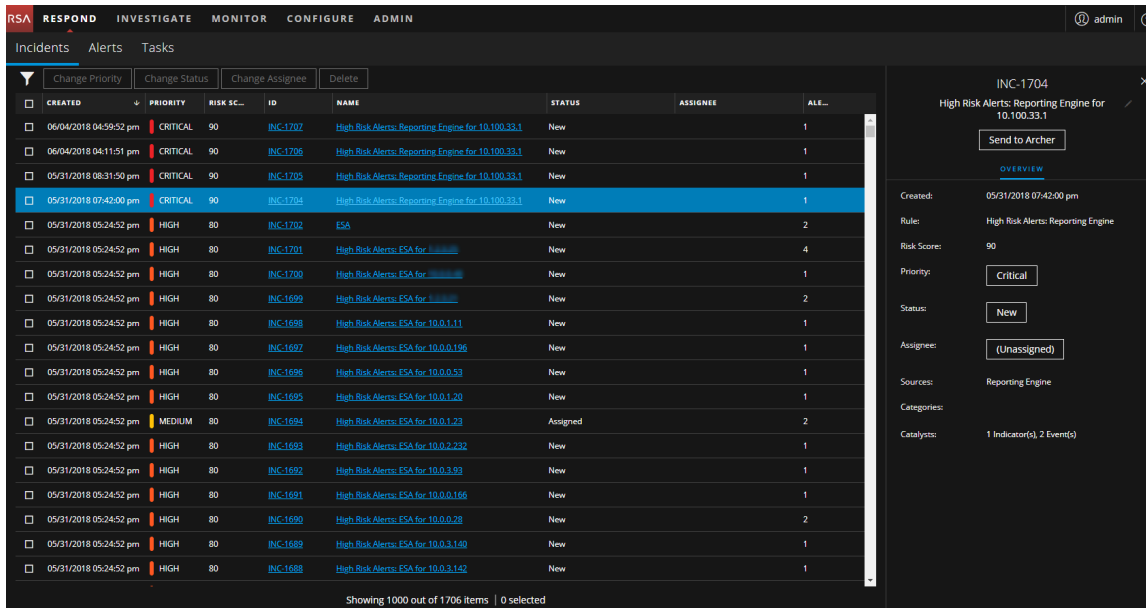 RSA RESPOND INVESTIGATE MONITOR CONFIGURE ADMIN admin
Incidents Alerts Tasks
Change Priority Change Status Change Assignee Delete
CREATED PRIORITY RISK SC... ID NAME STATUS ASSIGNEE ALE...
06/04/2018 04:59:52 pm CRITICAL 90 INC-1707 High Risk Alerts: Reporting Engine for 10.100.33.1 New 1
06/04/2018 04:11:51 pm CRITICAL 90 INC-1706 High Risk Alerts: Reporting Engine for 10.100.33.1 New 1
05/31/2018 08:31:50 pm CRITICAL 90 INC-1705 High Risk Alerts: Reporting Engine for 10.100.33.1 New 1
05/31/2018 07:42:00 pm CRITICAL 90 INC-1704 High Risk Alerts: Reporting Engine for 10.100.33.1 New 1
05/31/2018 05:24:52 pm HIGH 80 INC-1702 ESA New 2
05/31/2018 05:24:52 pm HIGH 80 INC-1701 High Risk Alerts: ESA for New 4
05/31/2018 05:24:52 pm HIGH 80 INC-1700 High Risk Alerts: ESA for New 1
05/31/2018 05:24:52 pm HIGH 80 INC-1699 High Risk Alerts: ESA for New 2
05/31/2018 05:24:52 pm HIGH 80 INC-1698 High Risk Alerts: ESA for 10.0.1.11 New 1
05/31/2018 05:24:52 pm HIGH 80 INC-1697 High Risk Alerts: ESA for 10.0.0.196 New 1
05/31/2018 05:24:52 pm HIGH 80 INC-1696 High Risk Alerts: ESA for 10.0.0.53 New 1
05/31/2018 05:24:52 pm HIGH 80 INC-1695 High Risk Alerts: ESA for 10.0.1.20 New 1
05/31/2018 05:24:52 pm MEDIUM 80 INC-1694 High Risk Alerts: ESA for 10.0.1.23 Assigned 2
05/31/2018 05:24:52 pm HIGH 80 INC-1693 High Risk Alerts: ESA for 10.0.2.232 New 1
05/31/2018 05:24:52 pm HIGH 80 INC-1692 High Risk Alerts: ESA for 10.0.3.93 New 1
05/31/2018 05:24:52 pm HIGH 80 INC-1691 High Risk Alerts: ESA for 10.0.0.166 New 1
05/31/2018 05:24:52 pm HIGH 80 INC-1690 High Risk Alerts: ESA for 10.0.0.28 New 2
05/31/2018 05:24:52 pm HIGH 80 INC-1689 High Risk Alerts: ESA for 10.0.3.140 New 1
05/31/2018 05:24:52 pm HIGH 80 INC-1688 High Risk Alerts: ESA for 10.0.3.142 New 1
Showing 1000 out of 1706 items | 0 selected
INC-1704
High Risk Alerts: Reporting Engine for
10.100.33.1
Send to Archer
OVERVIEW
Created: 05/31/2018 07:42:00 pm
Rule: High Risk Alerts: Reporting Engine
Risk Score: 90
Priority: Critical
Status: New
Assignee: (Unassigned)
Sources: Reporting Engine
Categories:
Catalysts: 1 Indicator(s), 2 Event(s)